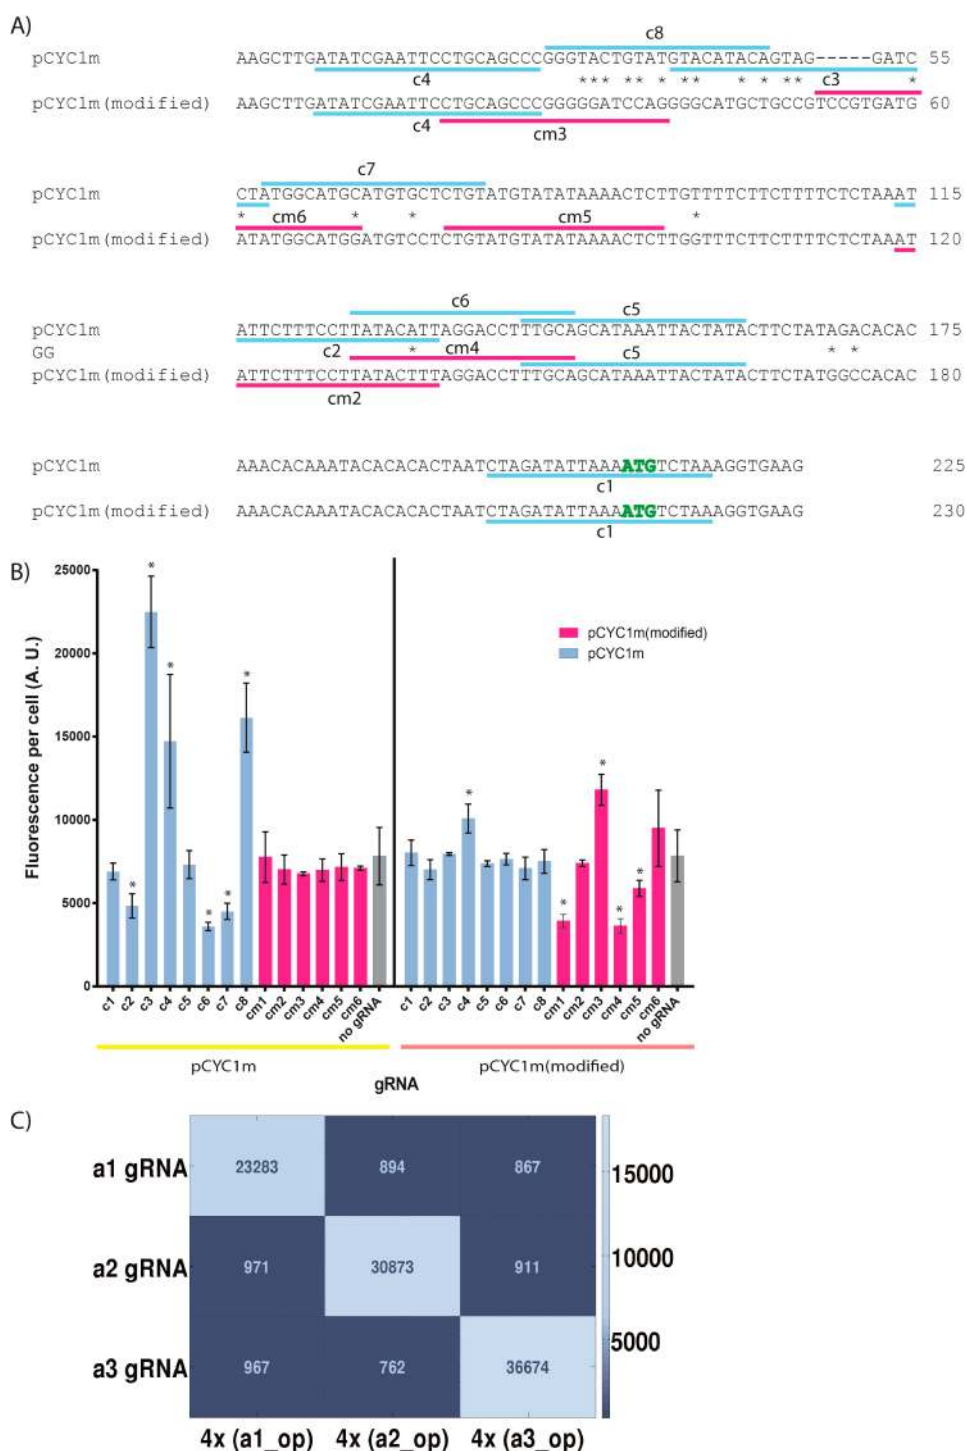 A)
c8
pCYC1m AAGCTTGATATCGAATTCCTGCAGCCCGGGTACTGTATGTACATACAGTAG-----GATC 55
c4 *** ** * ** * * ** c3 *
pCYC1m(modified) AAGCTTGATATCGAATTCCTGCAGCCCGGGGGATCCAGGGGCATGCTGCCGTCCGTGATG 60
c4 cm3
c7
pCYC1m CTATGGCATGCATGTGCTCTGTATGTATATAAAACTCTTGTTTTCTTCTTTTCTCTAAAT 115
* cm6 * * cm5 *
pCYC1m(modified) ATATGGCATGGATGTCCTCTGTATGTATATAAAACTCTTGGTTTCTTCTTTTCTCTAAAT 120
c6 c5
pCYC1m ATTCTTTCCTTATACATTAGGACCTTTGCAGCATAAATTACTATACTTCTATAGACACAC 175
GG c2 * cm4 c5 * *
pCYC1m(modified) ATTCTTTCCTTATACTTTAGGACCTTTGCAGCATAAATTACTATACTTCTATGGCCACAC 180
cm2
pCYC1m AAACACAAATACACACACTAATCTAGATATTAAAATGTCTAAAGGTGAAG 225
c1
pCYC1m(modified) AAACACAAATACACACACTAATCTAGATATTAAAATGTCTAAAGGTGAAG 230
c1
B)
Fluorescence per cell (A. U.)
25000
20000
15000
10000
5000
0
* * * * * * * * * *
*
pCYC1m(modified)
pCYC1m
c1 c2 c3 c4 c5 c6 c7 c8 cm1 cm2 cm3 cm4 cm5 cm6 no gRNA c1 c2 c3 c4 c5 c6 c7 c8 cm1 cm2 cm3 cm4 cm5 cm6 no gRNA
pCYC1m pCYC1m(modified)
gRNA
C)
a1 gRNA 23283 894 867
a2 gRNA 971 30873 911
a3 gRNA 967 762 36674
4x (a1_op) 4x (a2_op) 4x (a3_op)
15000
10000
5000